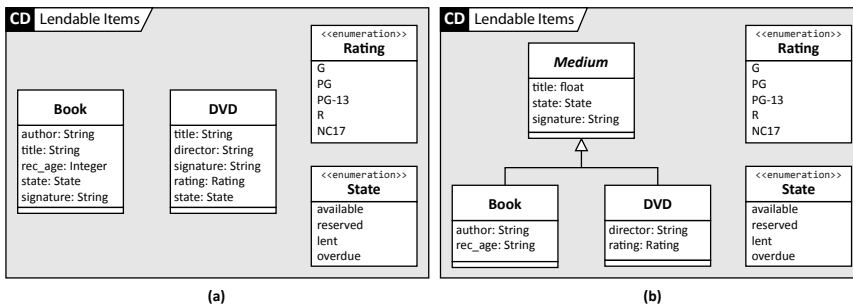 CD Lendable Items
<<enumeration>>
Rating
G
PG
PG-13
R
NC17
Book
author: String
title: String
rec_age: Integer
state: State
signature: String
DVD
title: String
director: String
signature: String
rating: Rating
state: State
<<enumeration>>
State
available
reserved
lent
overdue
(a)
CD Lendable Items
Medium
title: float
state: State
signature: String
<<enumeration>>
Rating
G
PG
PG-13
R
NC17
Book
author: String
rec_age: String
DVD
director: String
rating: Rating
<<enumeration>>
State
available
reserved
lent
overdue
(b)